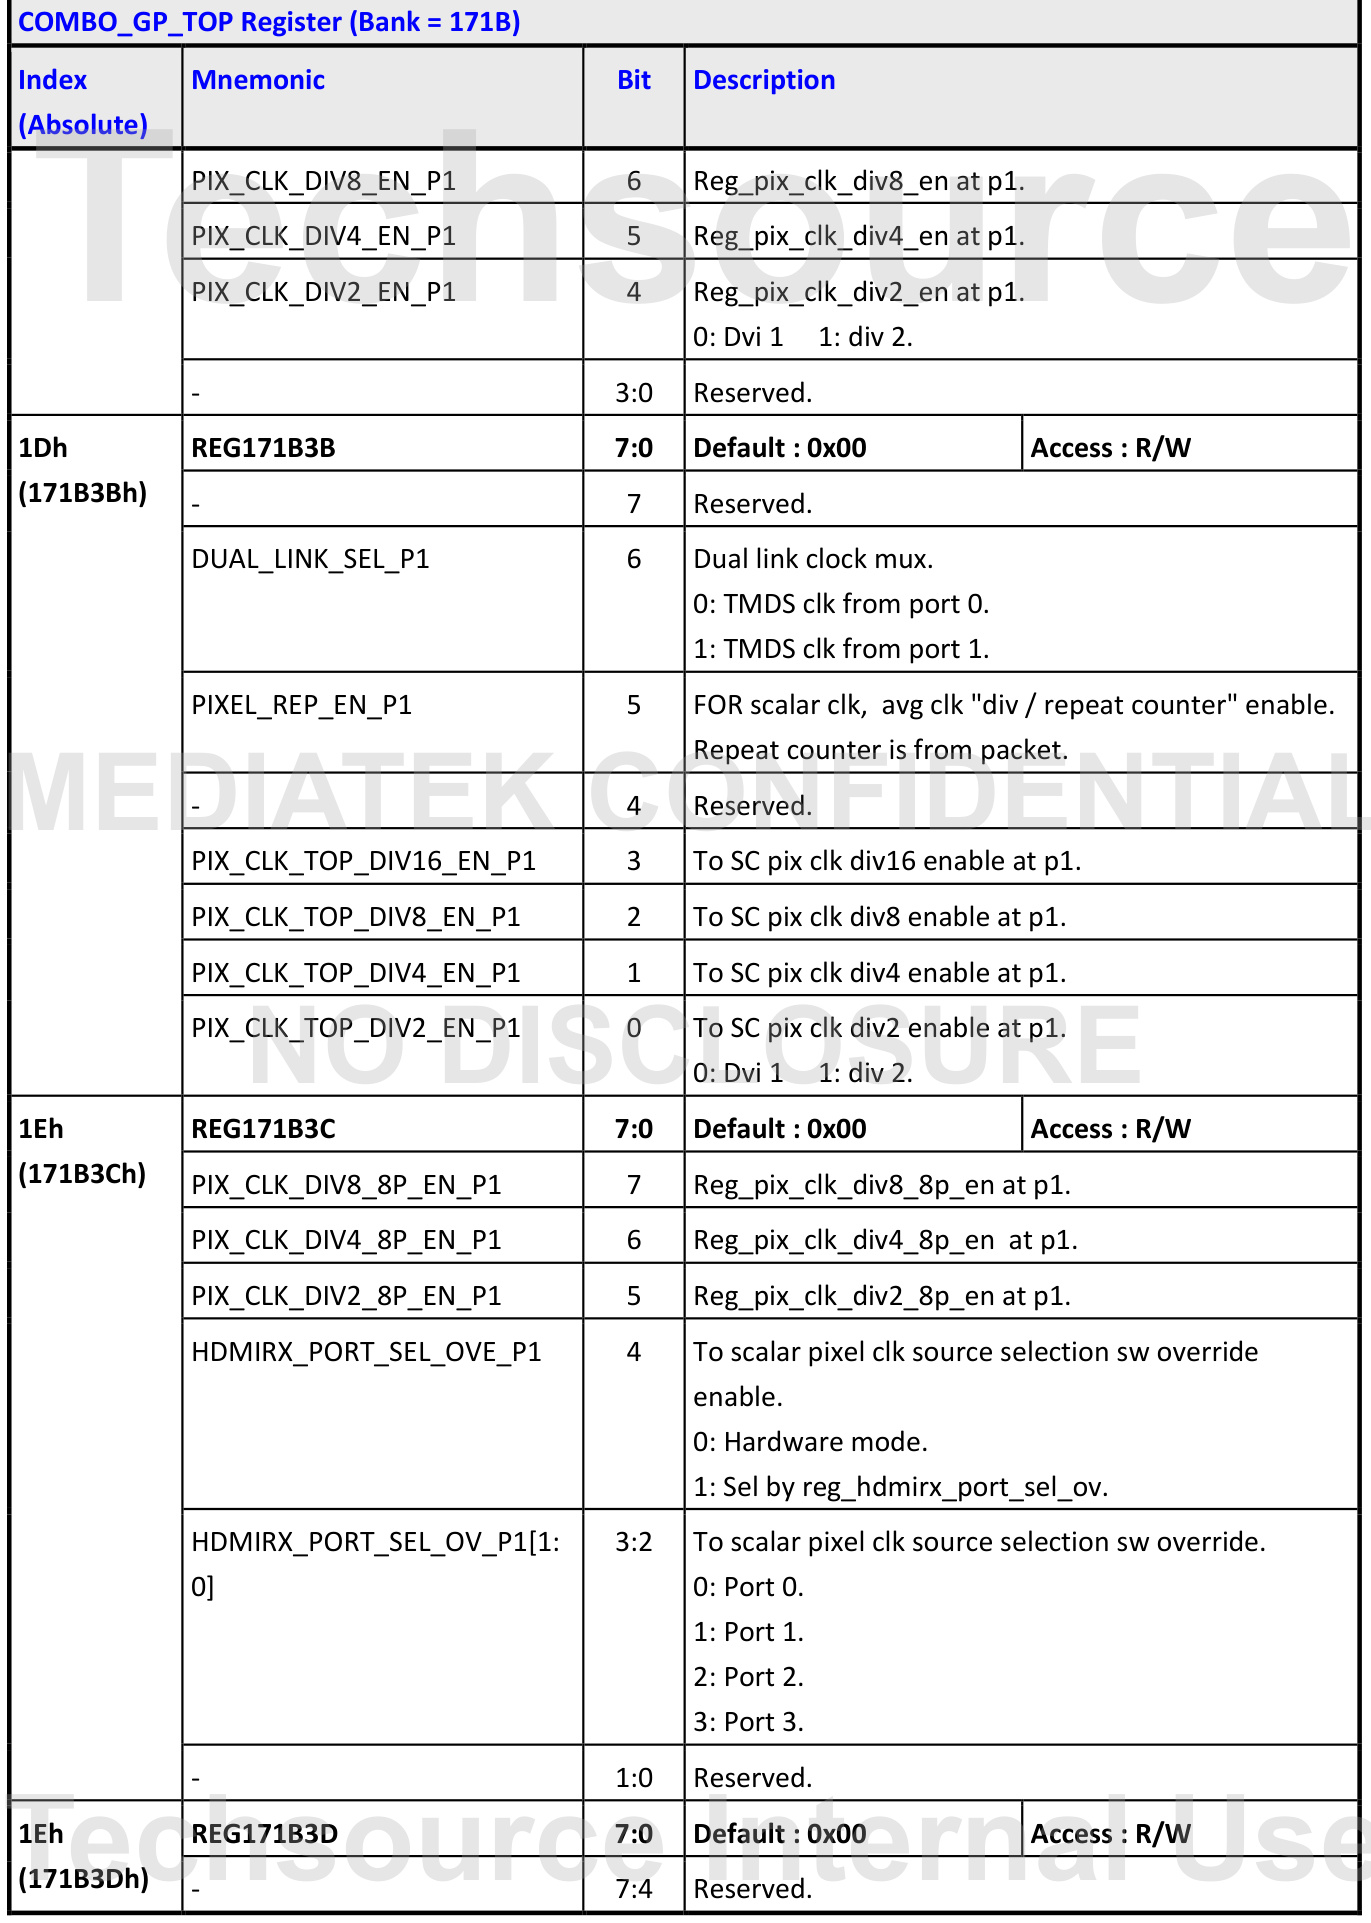 COMBO_GP_TOP Register (Bank = 171B)
Index Mnemonic Bit Description
(Absolute)
PIX_CLK_DIV8_EN_P1 6 Reg_pix_clk_div8_en at p1.
PIX_CLK_DIV4_EN_P1 5 Reg_pix_clk_div4_en at p1.
PIX_CLK_DIV2_EN_P1 4 Reg_pix_clk_div2_en at p1.
0: Dvi 1 1: div 2.
Techsource
- 3:0 Reserved.
1Dh REG171B3B 7:0 Default : 0x00 Access : R/W
(171B3Bh)
- 7 Reserved.
DUAL_LINK_SEL_P1 6 Dual link clock mux.
0: TMDS clk from port 0.
1: TMDS clk from port 1.
PIXEL_REP_EN_P1 5 FOR scalar clk, avg clk "div / repeat counter" enable.
Repeat counter is from packet.
MEDIATEK CONFIDENTIAL
- 4 Reserved.
PIX_CLK_TOP_DIV16_EN_P1 3 To SC pix clk div16 enable at p1.
PIX_CLK_TOP_DIV8_EN_P1 2 To SC pix clk div8 enable at p1.
PIX_CLK_TOP_DIV4_EN_P1 1 To SC pix clk div4 enable at p1.
PIX_CLK_TOP_DIV2_EN_P1 0 To SC pix clk div2 enable at p1.
0: Dvi 1 1: div 2.
NO DISCLOSURE
1Eh REG171B3C 7:0 Default : 0x00 Access : R/W
(171B3Ch)
PIX_CLK_DIV8_8P_EN_P1 7 Reg_pix_clk_div8_8p_en at p1.
PIX_CLK_DIV4_8P_EN_P1 6 Reg_pix_clk_div4_8p_en at p1.
PIX_CLK_DIV2_8P_EN_P1 5 Reg_pix_clk_div2_8p_en at p1.
HDMIRX_PORT_SEL_OVE_P1 4 To scalar pixel clk source selection sw override
enable.
0: Hardware mode.
1: Sel by reg_hdmirx_port_sel_ov.
HDMIRX_PORT_SEL_OV_P1[1: 3:2 To scalar pixel clk source selection sw override.
0] 0: Port 0.
1: Port 1.
2: Port 2.
3: Port 3.
- 1:0 Reserved.
1Eh REG171B3D 7:0 Default : 0x00 Access : R/W
(171B3Dh)
- 7:4 Reserved.
Techsource Internal Use